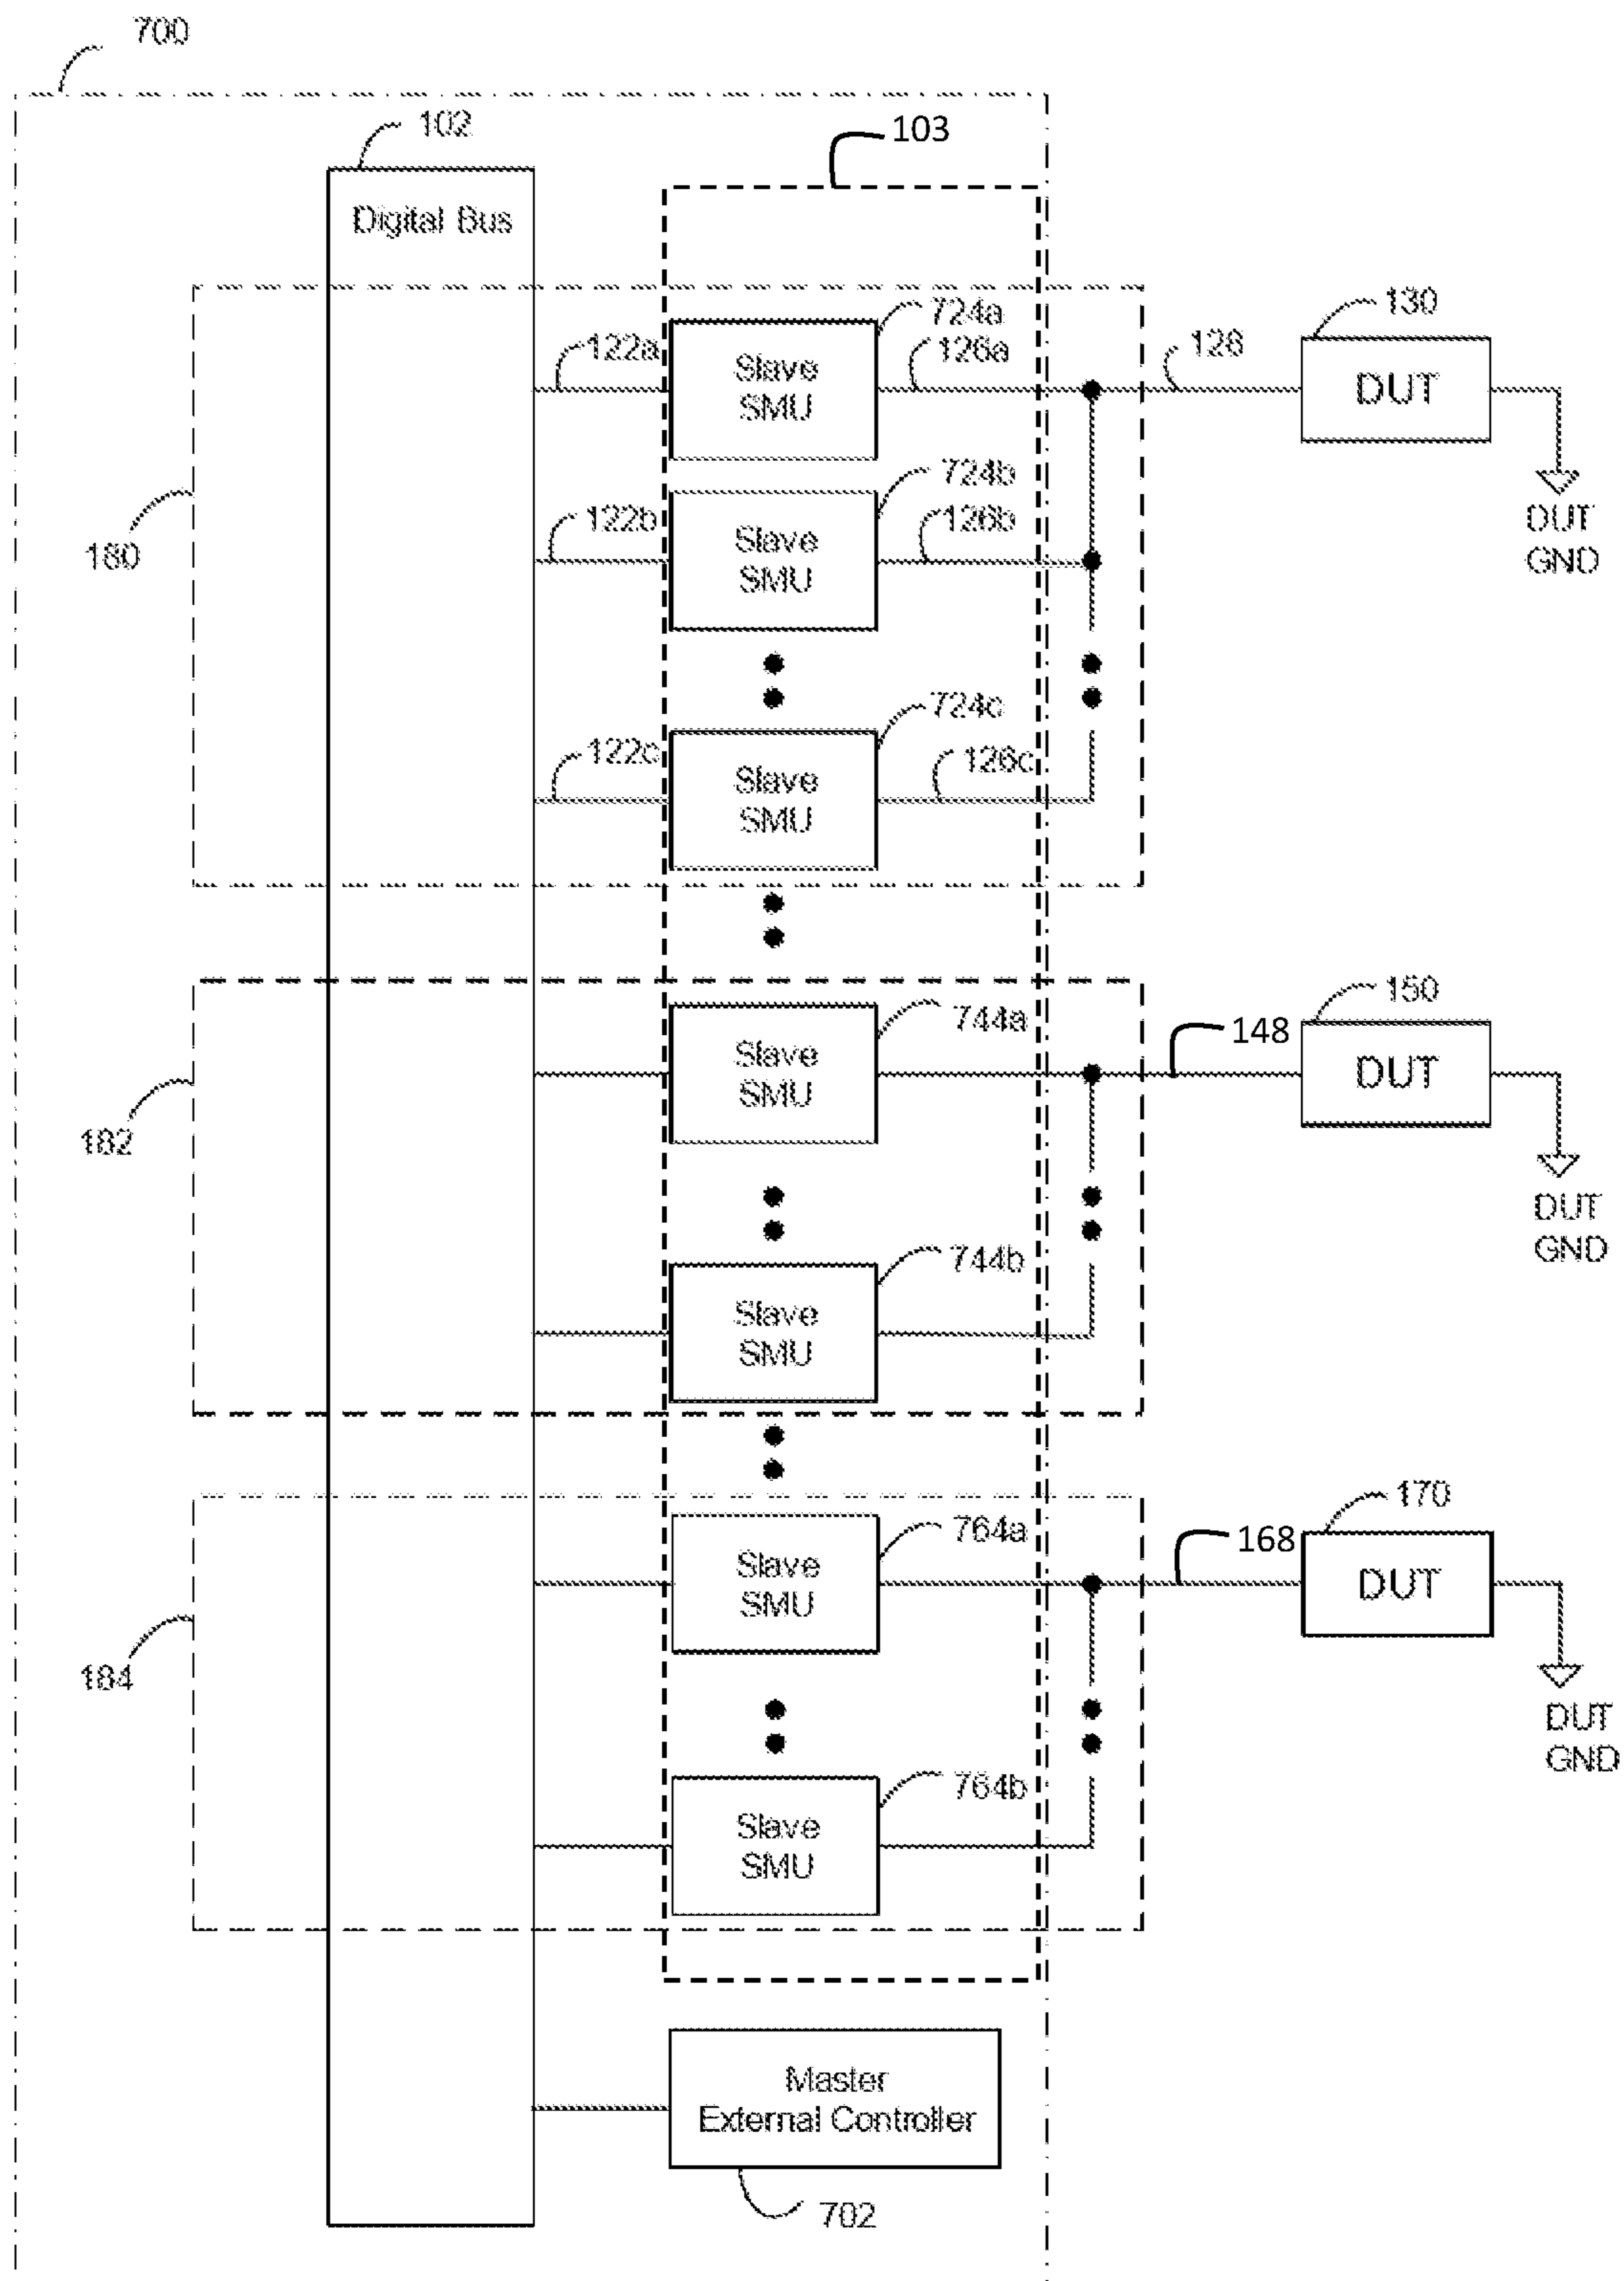 700
102
103
Digital Bus
724a
130
122a
Slave
SMU
126a
128
DUT
724b
122b
Slave
SMU
126b
DUT
GND
180
724c
122c
Slave
SMU
126c
150
744a
148
Slave
SMU
DUT
182
DUT
GND
744b
Slave
SMU
170
764a
168
Slave
SMU
DUT
184
DUT
GND
764b
Slave
SMU
Master
External Controller
702